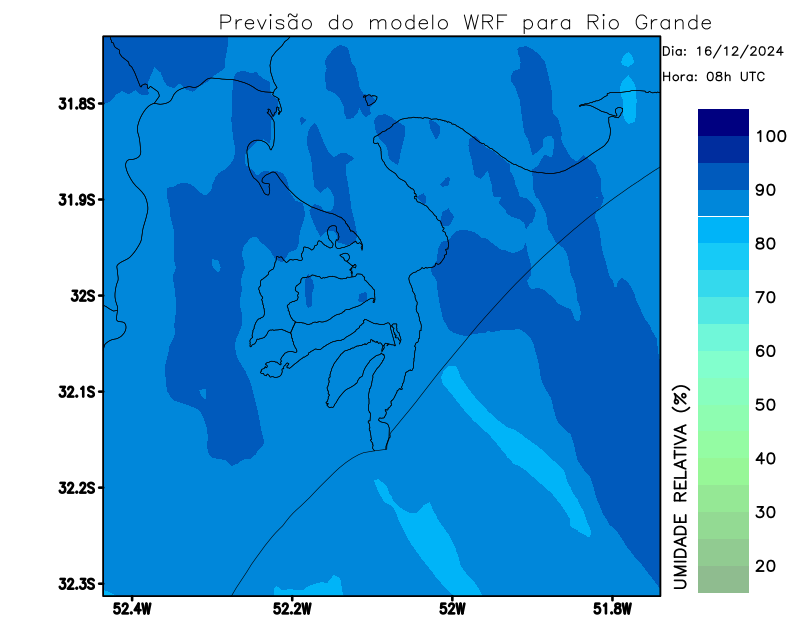 Previsão do modelo WRF para Rio Grande
Dia: 16/12/2024
Hora: 08h UTC
31.8S
31.9S
32S
32.1S
32.2S
32.3S
52.4W
52.2W
52W
51.8W
UMIDADE RELATIVA (%)
100
90
80
70
60
50
40
30
20